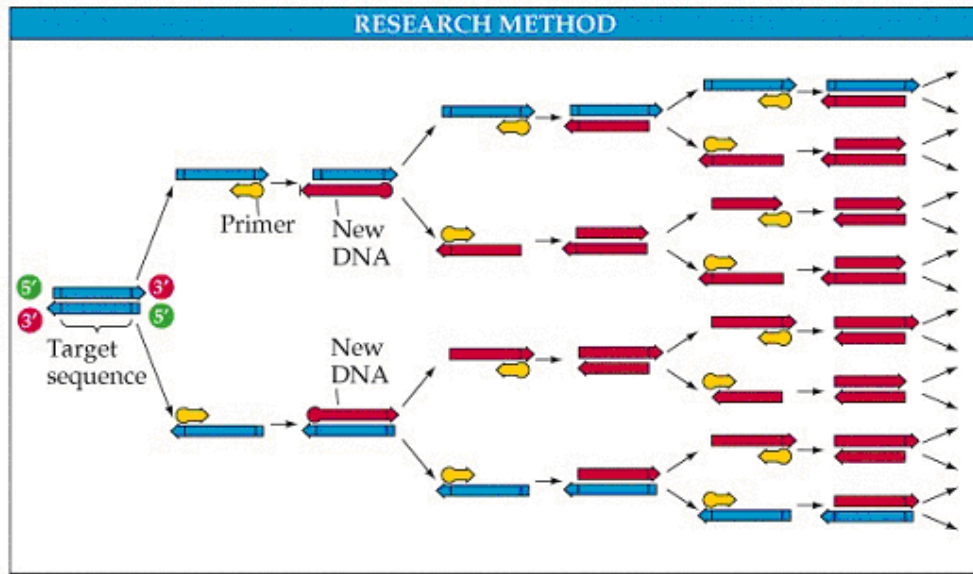 RESEARCH METHOD
Primer
New
DNA
5′
3′
3′
5′
Target
sequence
New
DNA